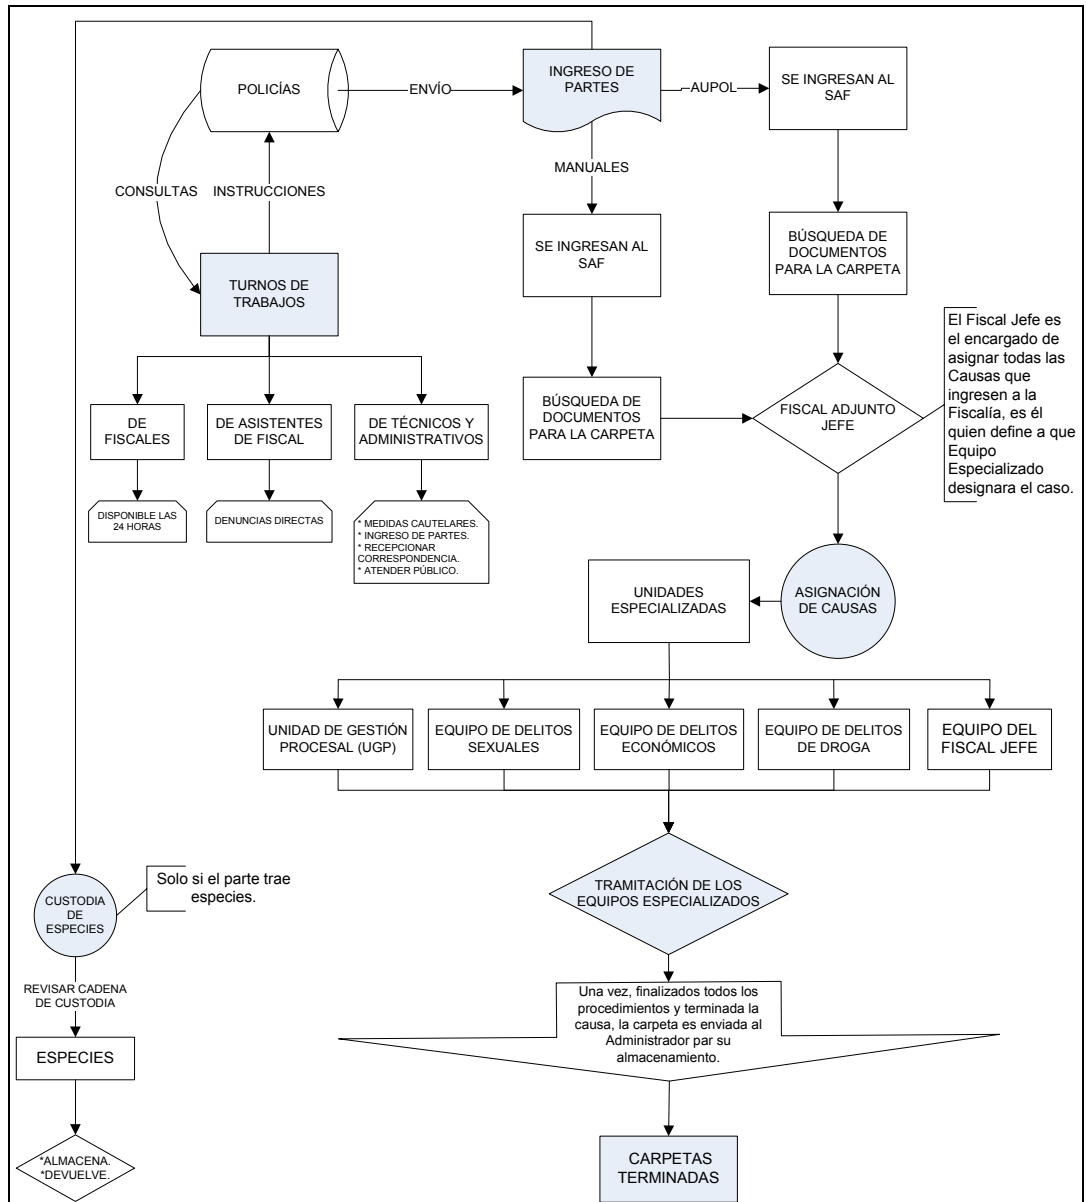 POLICÍAS
ENVÍO
INGRESO DE
PARTES
AUPOL
SE INGRESAN AL
SAF
CONSULTAS
INSTRUCCIONES
MANUALES
TURNOS DE
TRABAJOS
SE INGRESAN AL
SAF
BÚSQUEDA DE
DOCUMENTOS
PARA LA CARPETA
DE
FISCALES
DE ASISTENTES
DE FISCAL
DE TÉCNICOS Y
ADMINISTRATIVOS
BÚSQUEDA DE
DOCUMENTOS
PARA LA CARPETA
FISCAL ADJUNTO
JEFE
El Fiscal Jefe es
el encargado de
asignar todas las
Causas que
ingresen a la
Fiscalía, es él
quien define a que
Equipo
Especializado
designara el caso.
DISPONIBLE LAS
24 HORAS
DENUNCIAS DIRECTAS
* MEDIDAS CAUTELARES.
* INGRESO DE PARTES.
* RECEPCIONAR
CORRESPONDENCIA.
* ATENDER PÚBLICO.
UNIDADES
ESPECIALIZADAS
ASIGNACIÓN
DE CAUSAS
UNIDAD DE GESTIÓN
PROCESAL (UGP)
EQUIPO DE DELITOS
SEXUALES
EQUIPO DE DELITOS
ECONÓMICOS
EQUIPO DE DELITOS
DE DROGA
EQUIPO DEL
FISCAL JEFE
TRAMITACIÓN DE LOS
EQUIPOS ESPECIALIZADOS
CUSTODIA
DE
ESPECIES
Solo si el parte trae
especies.
REVISAR CADENA
DE CUSTODIA
Una vez, finalizados todos los
procedimientos y terminada la
causa, la carpeta es enviada al
Administrador par su
almacenamiento.
ESPECIES
*ALMACENA.
*DEVUELVE.
CARPETAS
TERMINADAS